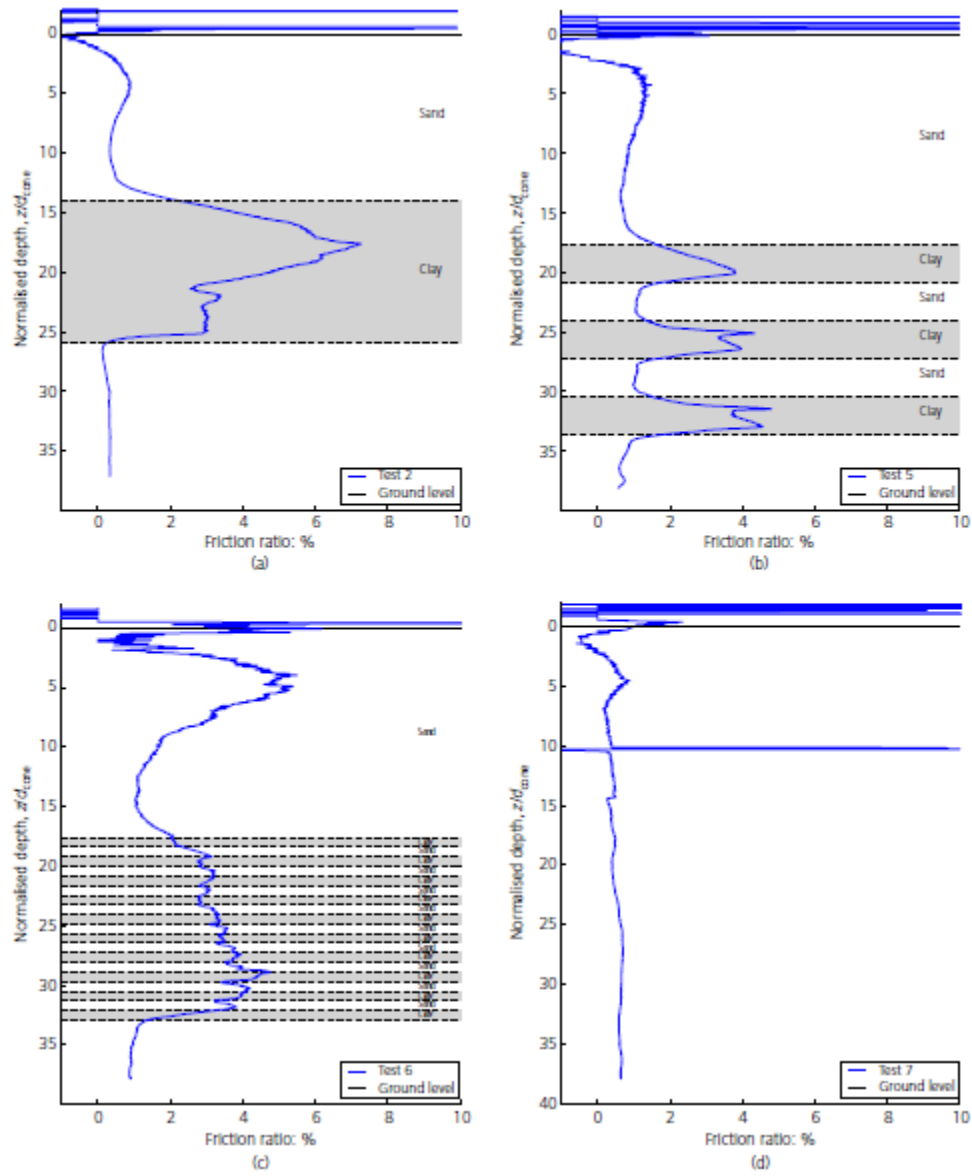 0
5
10
15
20
25
30
35
Normalised depth, z/d_cone
Sand
Clay
Test 2
Ground level
0 2 4 6 8 10
Friction ratio: %
(a)
0
5
10
15
20
25
30
35
Normalised depth, z/d_cone
Sand
Clay
Sand
Clay
Sand
Clay
Test 5
Ground level
0 2 4 6 8 10
Friction ratio: %
(b)
0
5
10
15
20
25
30
35
Normalised depth, z/d_cone
Sand
Test 6
Ground level
0 2 4 6 8 10
Friction ratio: %
(c)
0
5
10
15
20
25
30
35
40
Normalised depth, z/d_cone
Test 7
Ground level
0 2 4 6 8 10
Friction ratio: %
(d)